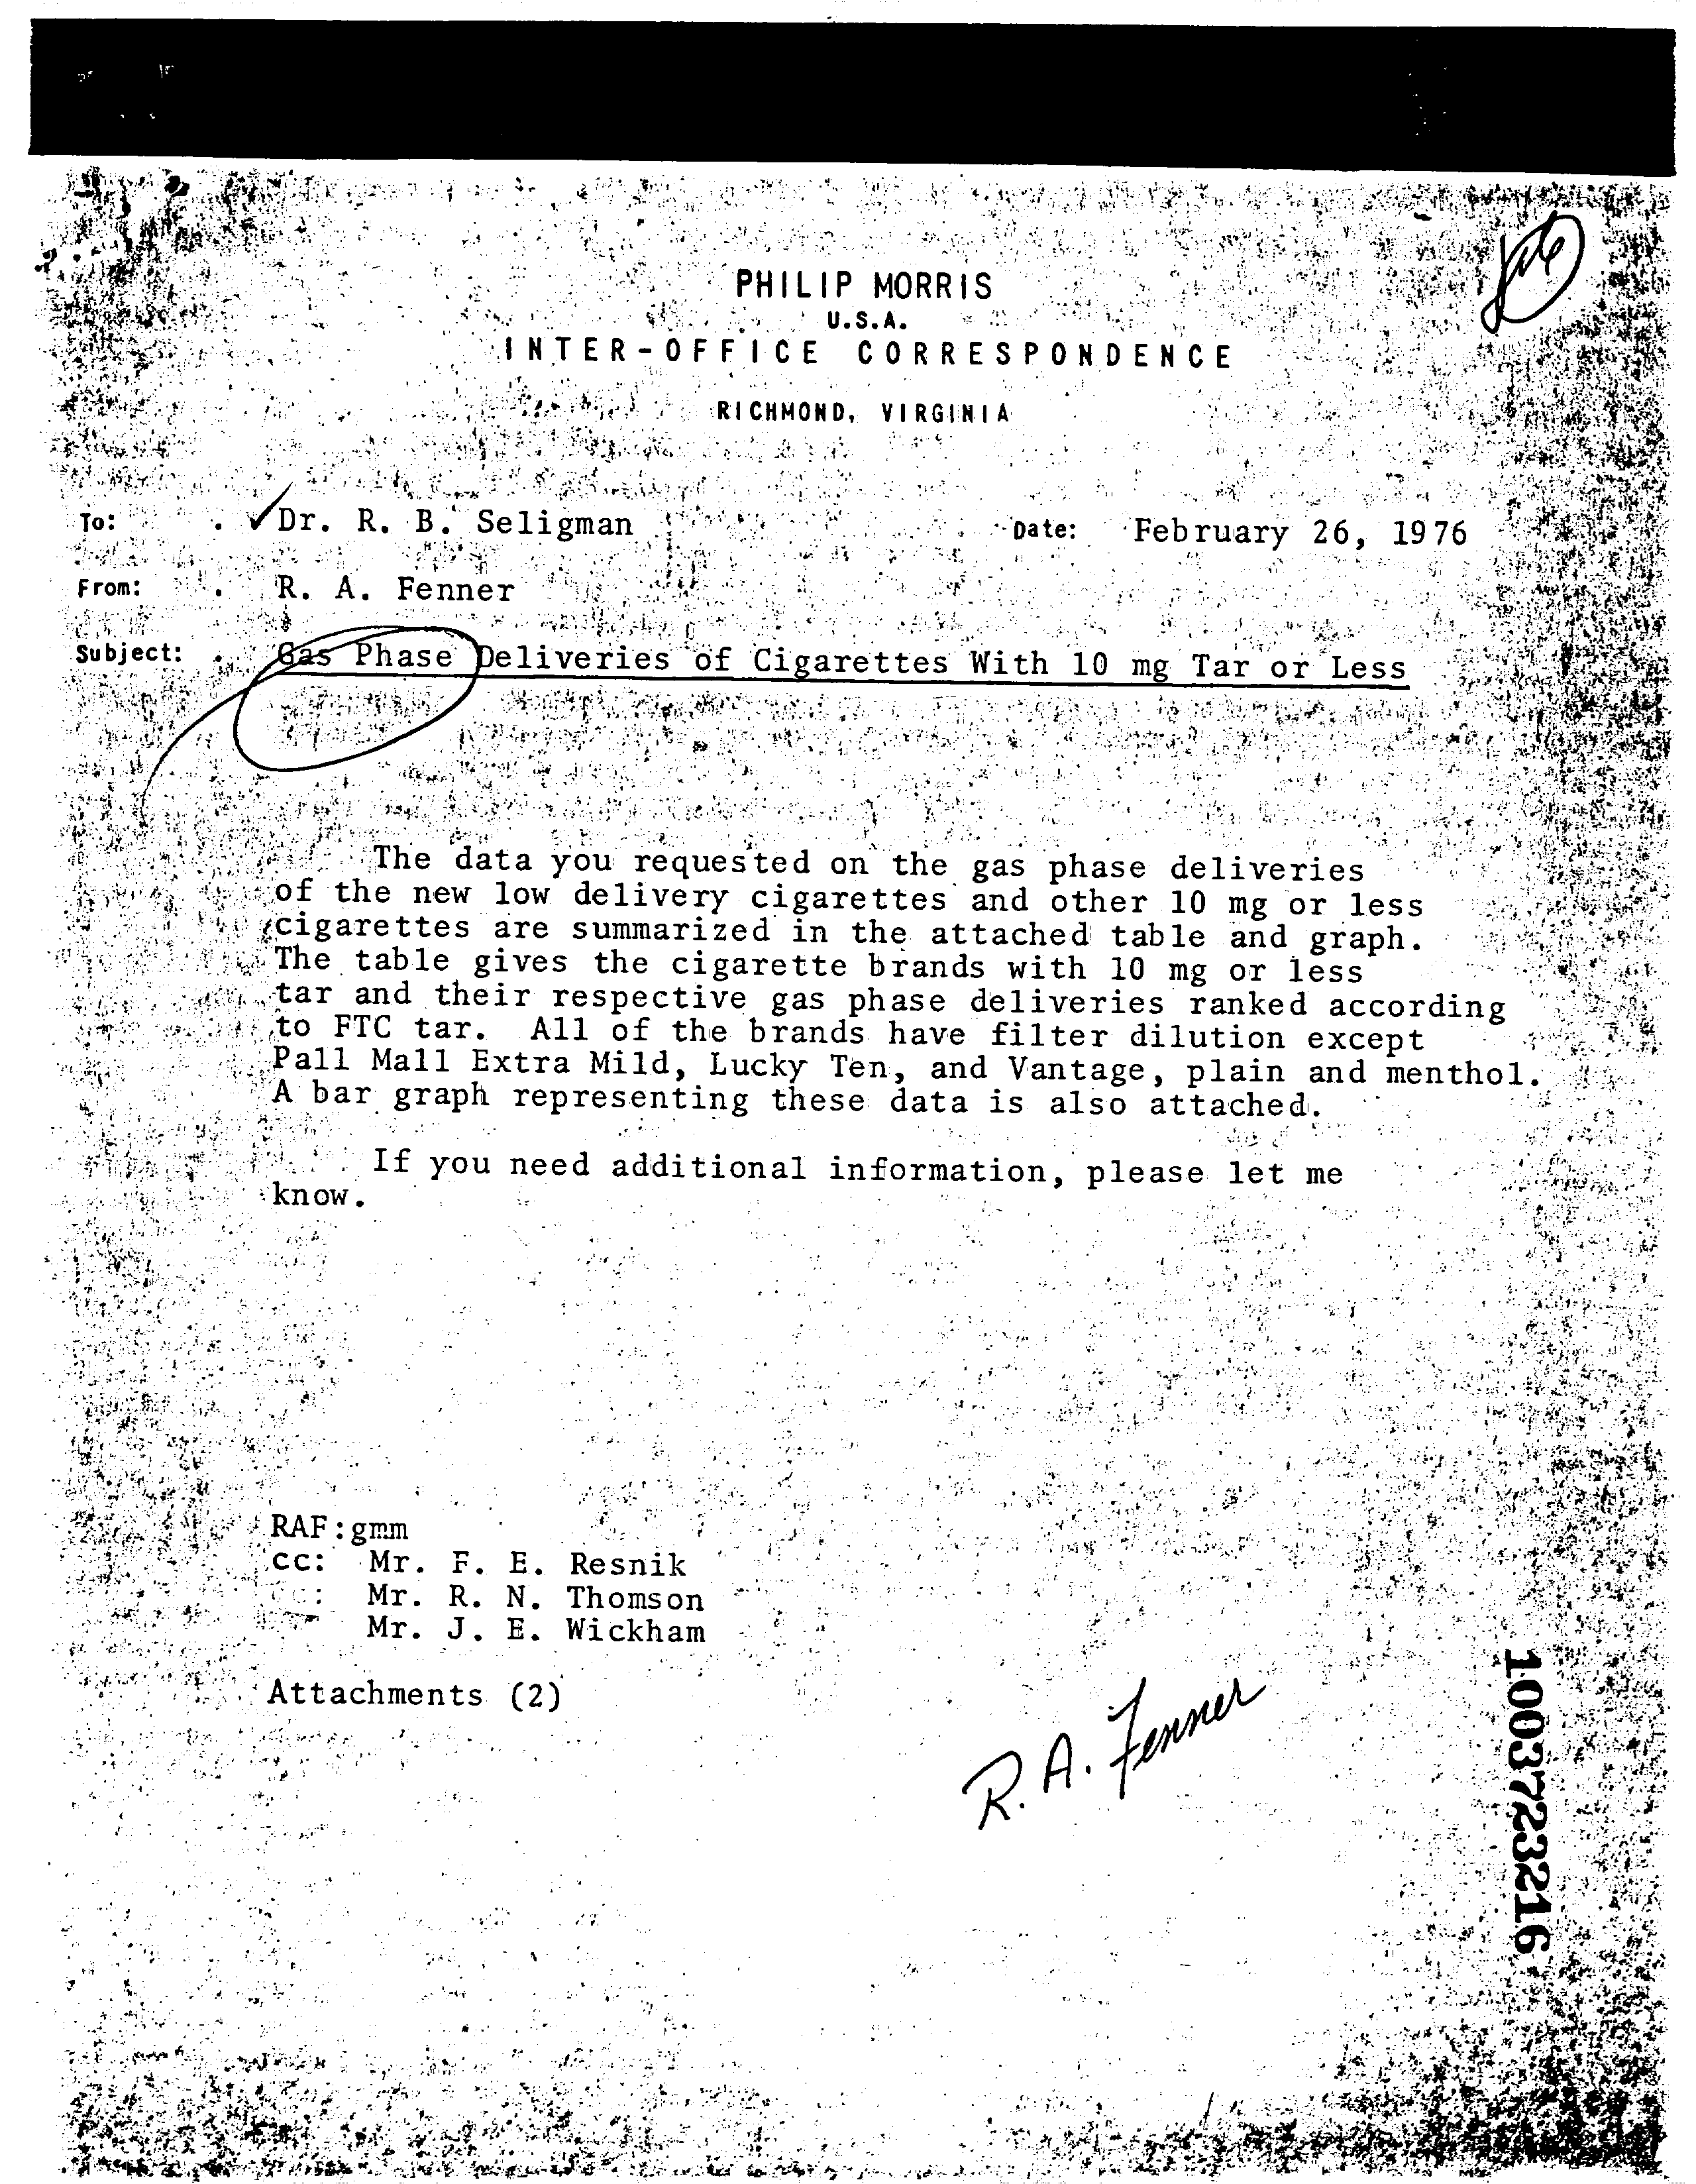 PHILIP MORRIS
U.S.A.
INTER-OFFICE CORRESPONDENCE
RICHMOND, VIRGINIA
To: . ✓Dr. R. B. Seligman Date: February 26, 1976
From: . R. A. Fenner
Subject: . Gas Phase Deliveries of Cigarettes With 10 mg Tar or Less
The data you requested on the gas phase deliveries
of the new low delivery cigarettes and other 10 mg or less
cigarettes are summarized in the attached table and graph.
The table gives the cigarette brands with 10 mg or less
tar and their respective gas phase deliveries ranked according
to FTC tar. All of the brands have filter dilution except
Pall Mall Extra Mild, Lucky Ten, and Vantage, plain and menthol.
A bar graph representing these data is also attached.
If you need additional information, please let me
know.
RAF:gmm
cc: Mr. F. E. Resnik
cc: Mr. R. N. Thomson
Mr. J. E. Wickham
Attachments (2)
R. A. Fenner
1003723216